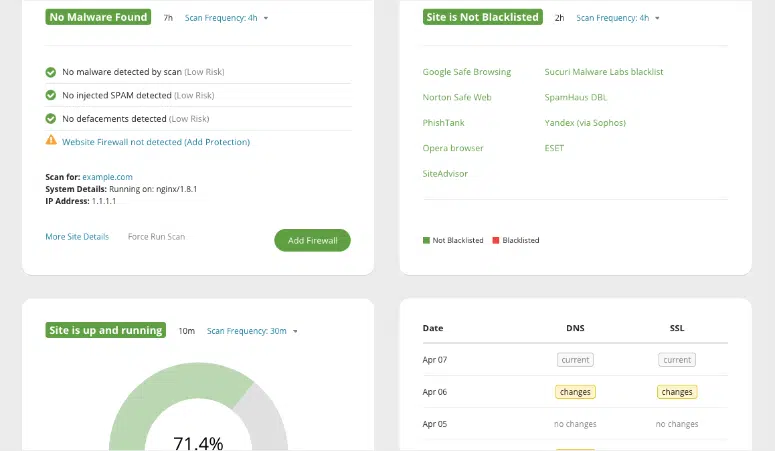 No Malware Found 7h Scan Frequency: 4h
No malware detected by scan (Low Risk)
No injected SPAM detected (Low Risk)
No defacements detected (Low Risk)
Website Firewall not detected (Add Protection)
Scan for: example.com
System Details: Running on: nginx/1.8.1
IP Address: 1.1.1.1
More Site Details Force Run Scan Add Firewall
Site is Not Blacklisted 2h Scan Frequency: 4h
Google Safe Browsing Sucuri Malware Labs blacklist
Norton Safe Web SpamHaus DBL
PhishTank Yandex (via Sophos)
Opera browser ESET
SiteAdvisor
Not Blacklisted Blacklisted
Site is up and running 10m Scan Frequency: 30m
71.4%
Date DNS SSL
Apr 07 current current
Apr 06 changes changes
Apr 05 no changes no changes